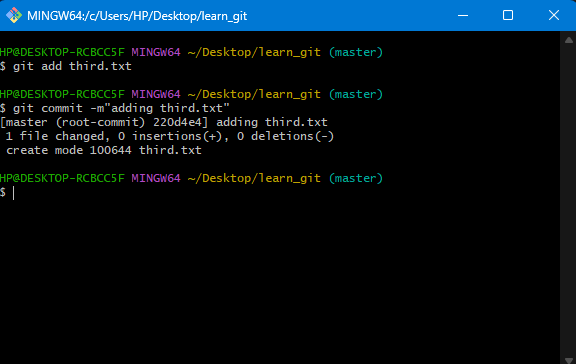 MINGW64:/c/Users/HP/Desktop/learn_git
HP@DESKTOP-RCBCC5F MINGW64 ~/Desktop/learn_git (master)
$ git add third.txt
HP@DESKTOP-RCBCC5F MINGW64 ~/Desktop/learn_git (master)
$ git commit -m"adding third.txt"
[master (root-commit) 220d4e4] adding third.txt
 1 file changed, 0 insertions(+), 0 deletions(-)
 create mode 100644 third.txt
HP@DESKTOP-RCBCC5F MINGW64 ~/Desktop/learn_git (master)
$